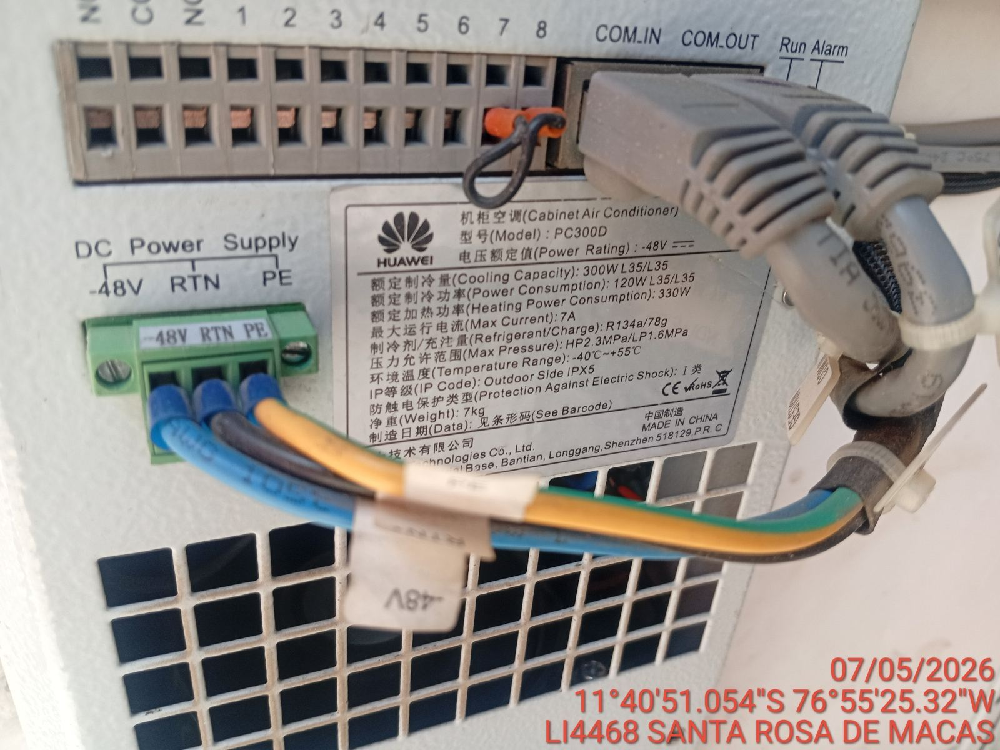 1 2 3 4 5 6 7 8 COM_IN COM_OUT Run Alarm
DC Power Supply
-48V RTN PE
-48V RTN PE
HUAWEI
机柜空调(Cabinet Air Conditioner)
型号(Model) : PC300D
电压额定值(Power Rating) : -48V
额定制冷量(Cooling Capacity): 300W L35/L35
额定制冷功率(Power Consumption): 120W L35/L35
额定加热功率(Heating Power Consumption): 330W
最大运行电流(Max Current): 7A
制冷剂/充注量(Refrigerant/Charge): R134a/78g
压力允许范围(Max Pressure): HP2.3MPa/LP1.6MPa
环境温度(Temperature Range): -40℃~+55℃
IP等级(IP Code): Outdoor Side IPX5
防触电保护类型(Protection Against Electric Shock): I 类
净重(Weight): 7kg
制造日期(Data): 见条形码(See Barcode)
CE RoHS
中国制造
MADE IN CHINA
技术有限公司
Co., Ltd.
Base, Bantian, Longgang,Shenzhen 518129,P.R. C
-48V
07/05/2026
11°40'51.054"S 76°55'25.32"W
LI4468 SANTA ROSA DE MACAS